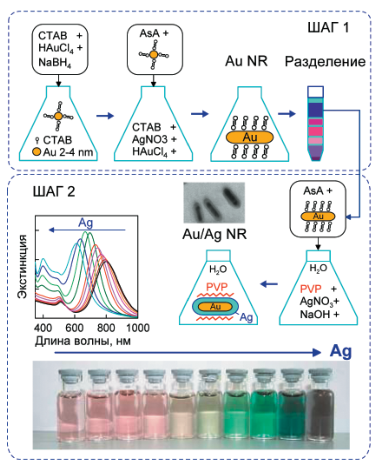 ШАГ 1
CTAB +
HAuCl₄ +
NaBH₄
AsA +
Au NR
Разделение
CTAB
Au 2-4 nm
CTAB +
AgNO3 +
HAuCl₄ +
Au
ШАГ 2
Ag
Экстинкция
400
600
800
1000
Длина волны, нм
Au/Ag NR
H₂O
PVP
Au
Ag
AsA +
Au
H₂O
PVP +
AgNO₃+
NaOH +
Ag